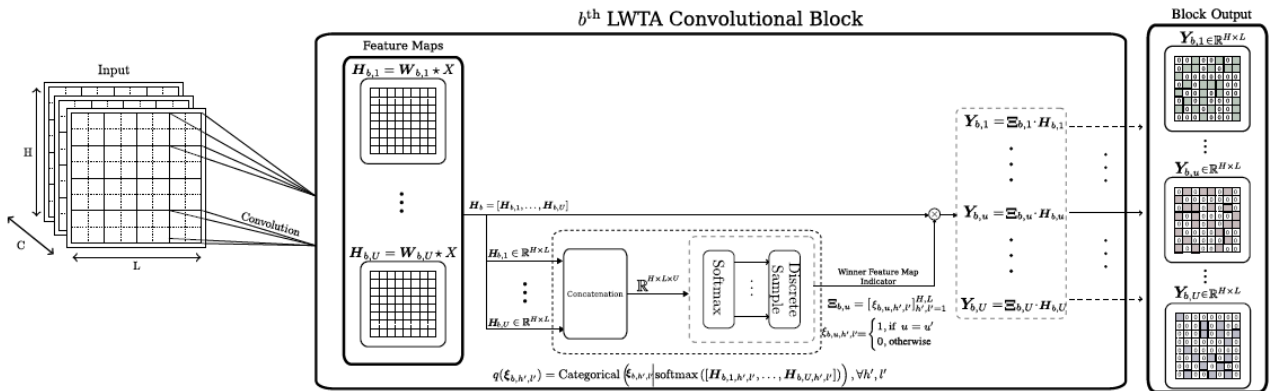 bᵗʰ LWTA Convolutional Block
Block Output
Feature Maps
Input
H
C
L
Convolution
H_{b,1} = W_{b,1} ⋆ X
⋮
H_{b,U} = W_{b,U} ⋆ X
H_b = [H_{b,1}, . . . , H_{b,U}]
H_{b,1} ∈ ℝ^{H×L}
⋮
H_{b,U} ∈ ℝ^{H×L}
Concatenation
ℝ^{H×L×U}
Softmax
. . .
Discrete Sample
Winner Feature Map
Indicator
Ξ_{b,u} = [ξ_{b,u,h′,l′}]^{H,L}_{h′,l′=1}
ξ_{b,u,h′,l′} = { 1, if u = u′
0, otherwise
q(ξ_{b,h′,l′}) = Categorical (ξ_{b,h′,l′} | softmax ([H_{b,1,h′,l′}, . . . , H_{b,U,h′,l′}])), ∀h′, l′
⊗
Y_{b,1} = Ξ_{b,1} · H_{b,1}
Y_{b,u} = Ξ_{b,u} · H_{b,u}
Y_{b,U} = Ξ_{b,U} · H_{b,U}
Y_{b,1} ∈ ℝ^{H×L}
Y_{b,u} ∈ ℝ^{H×L}
Y_{b,U} ∈ ℝ^{H×L}